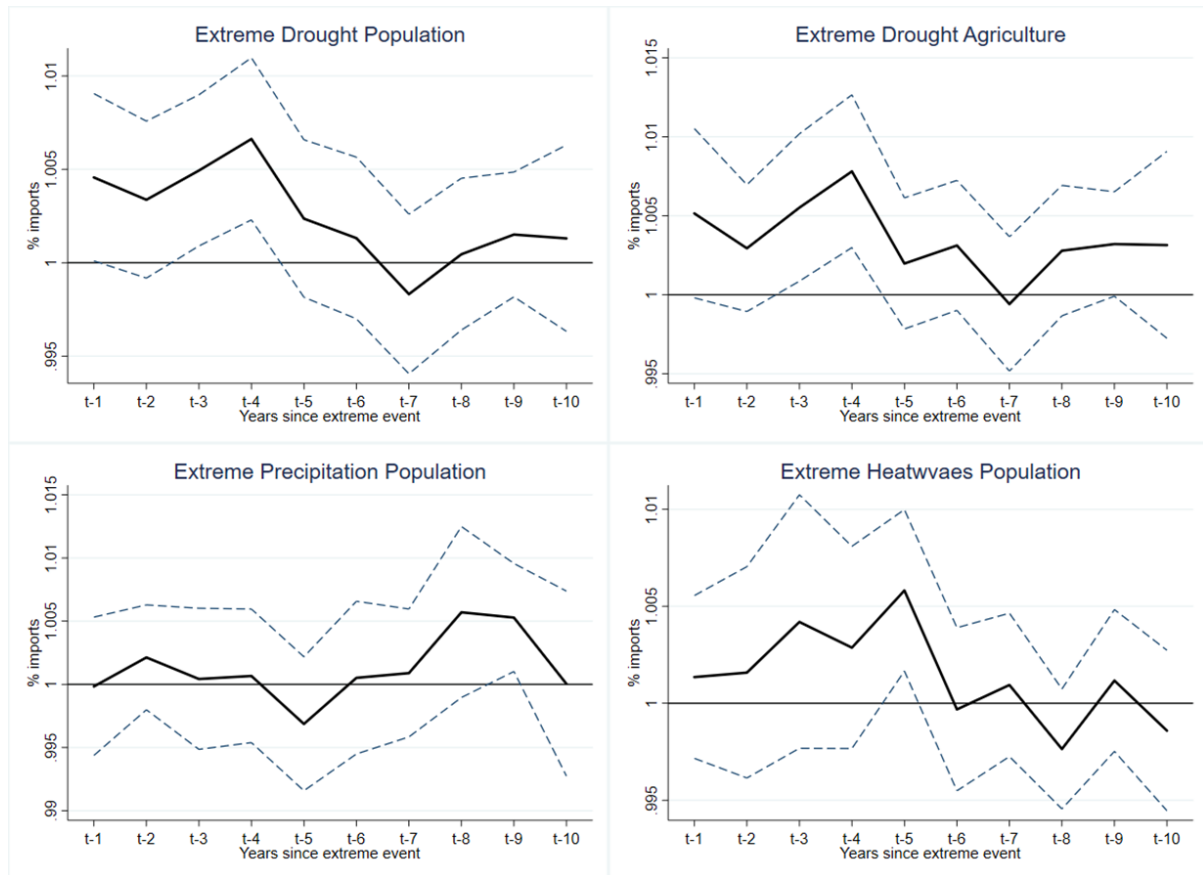 Extreme Drought Population
% imports
1.01
1.005
1
.995
t-1 t-2 t-3 t-4 t-5 t-6 t-7 t-8 t-9 t-10
Years since extreme event
Extreme Drought Agriculture
% imports
1.015
1.01
1.005
1
.995
t-1 t-2 t-3 t-4 t-5 t-6 t-7 t-8 t-9 t-10
Years since extreme event
Extreme Precipitation Population
% imports
1.015
1.01
1.005
1
.995
.99
t-1 t-2 t-3 t-4 t-5 t-6 t-7 t-8 t-9 t-10
Years since extreme event
Extreme Heatwvaes Population
% imports
1.01
1.005
1
.995
t-1 t-2 t-3 t-4 t-5 t-6 t-7 t-8 t-9 t-10
Years since extreme event